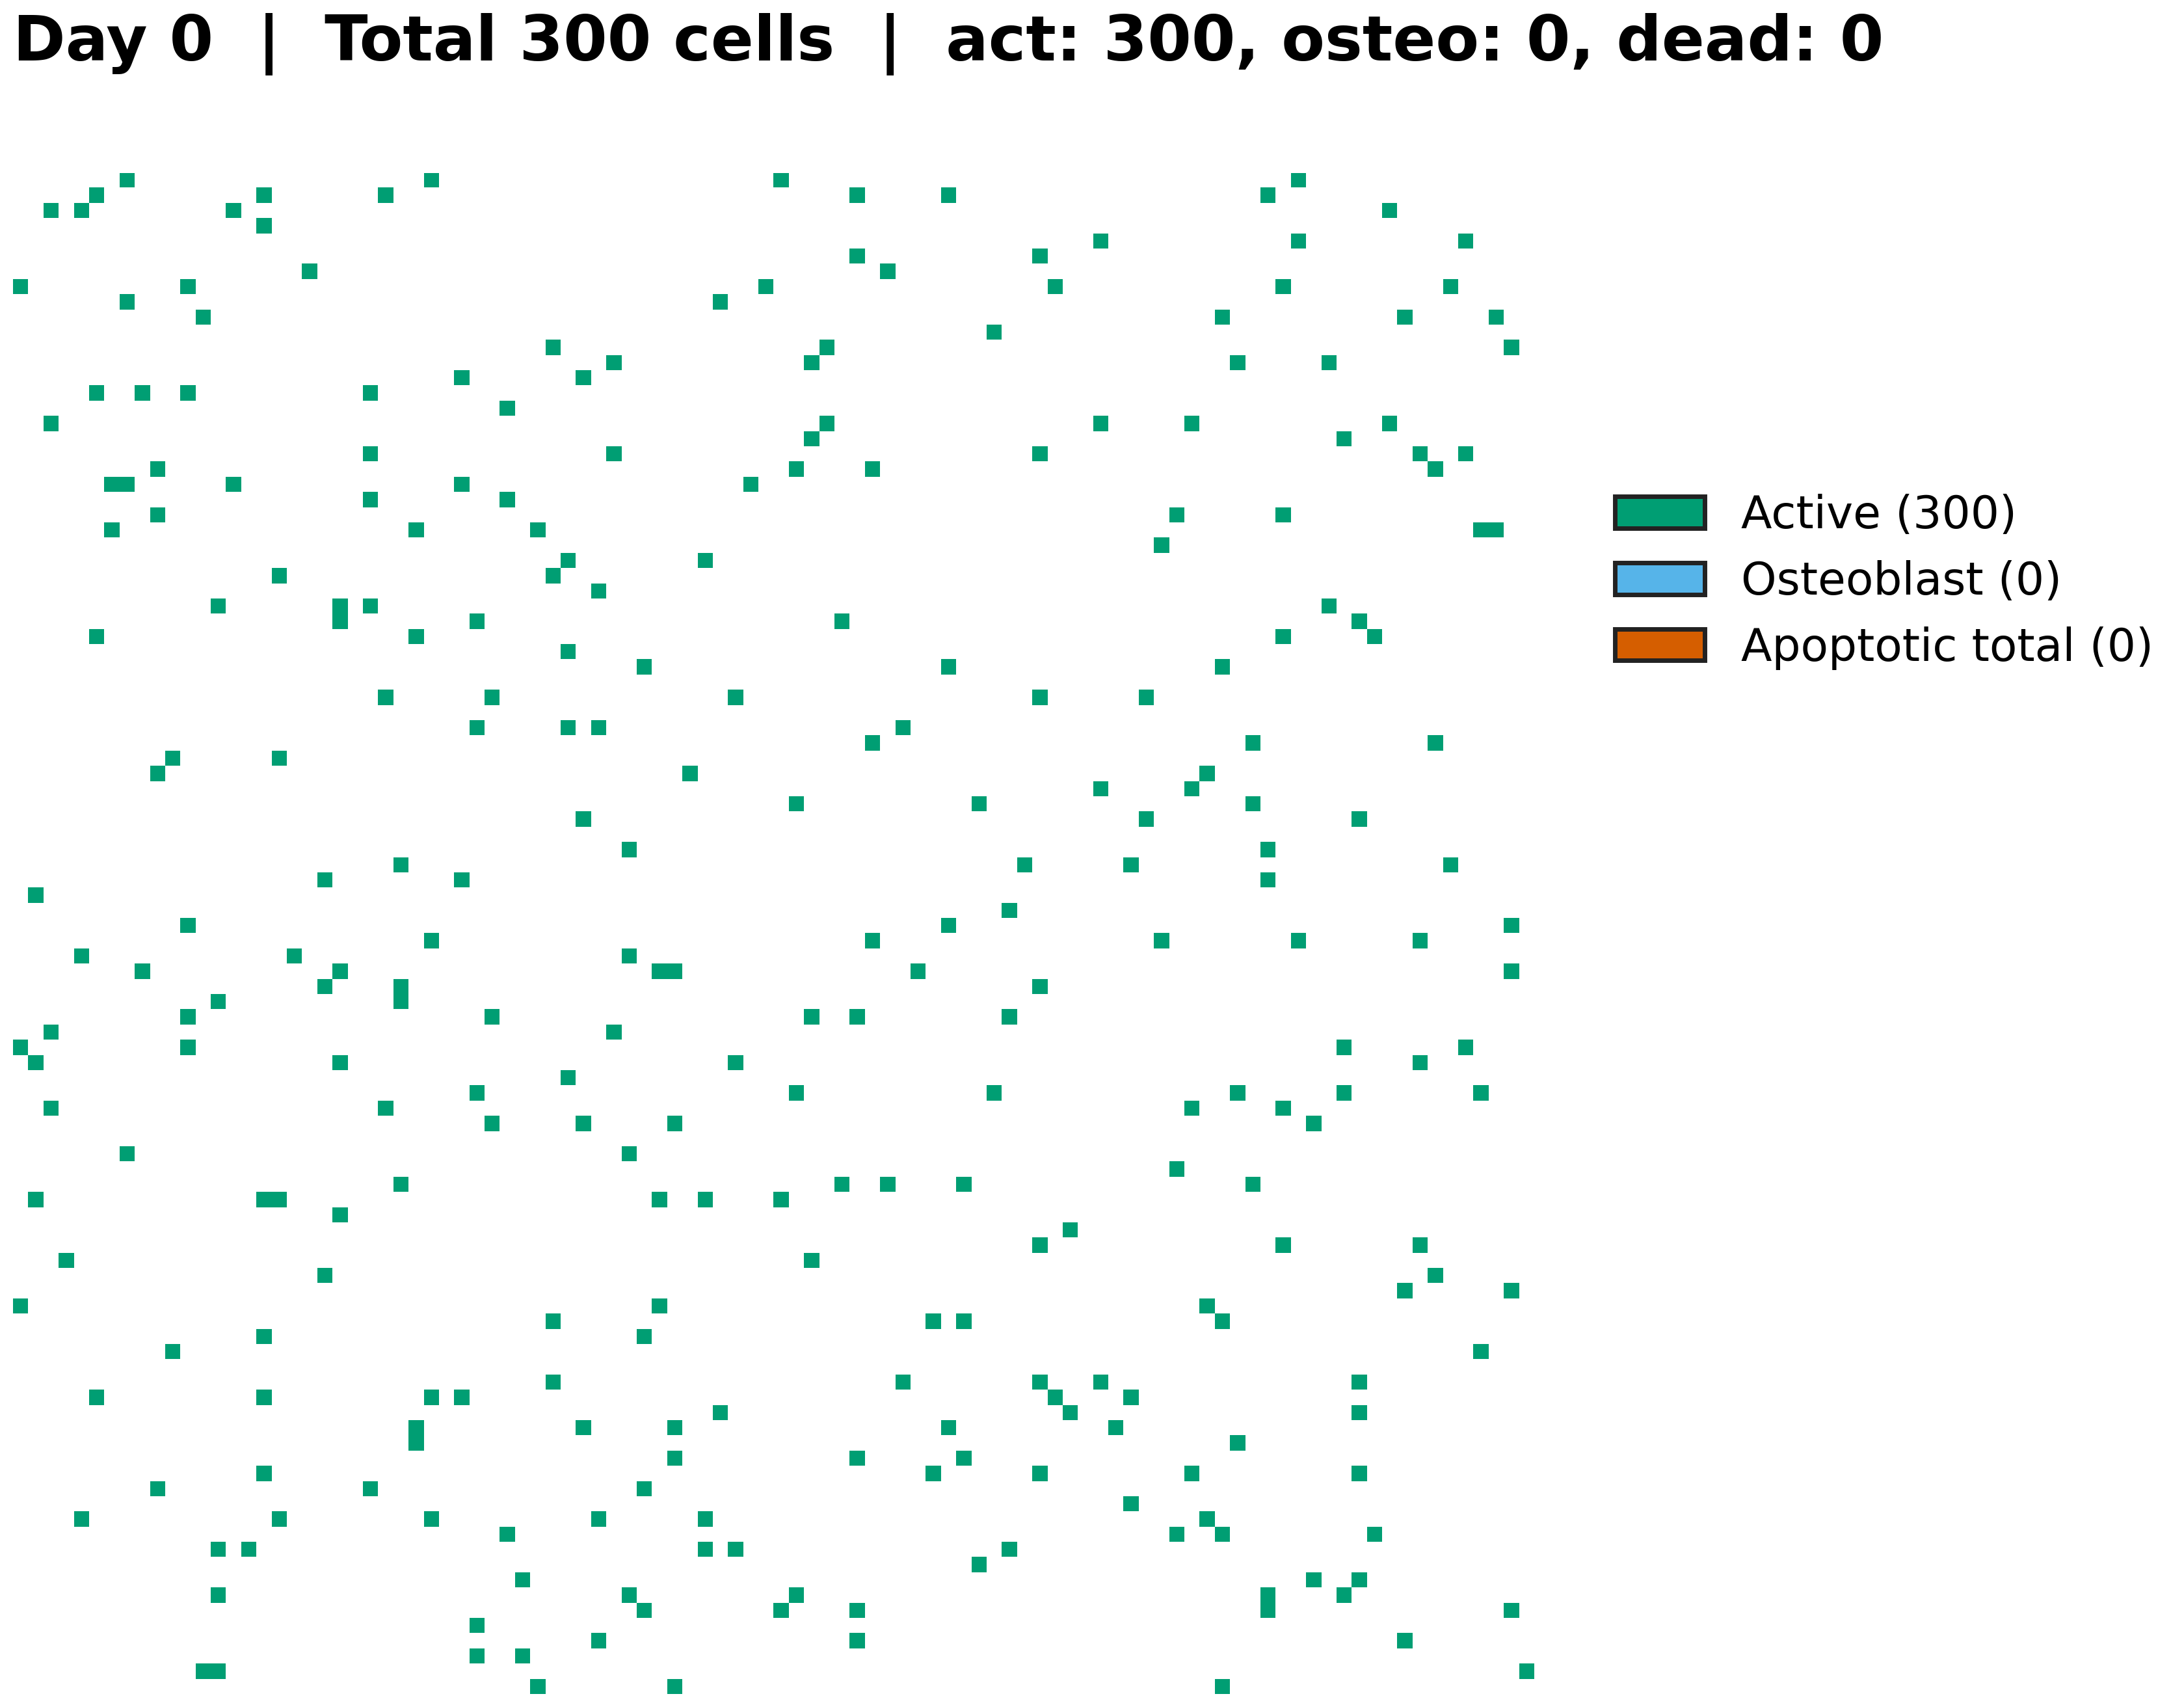 Day 0 | Total 300 cells | act: 300, osteo: 0, dead: 0
Active (300)
Osteoblast (0)
Apoptotic total (0)